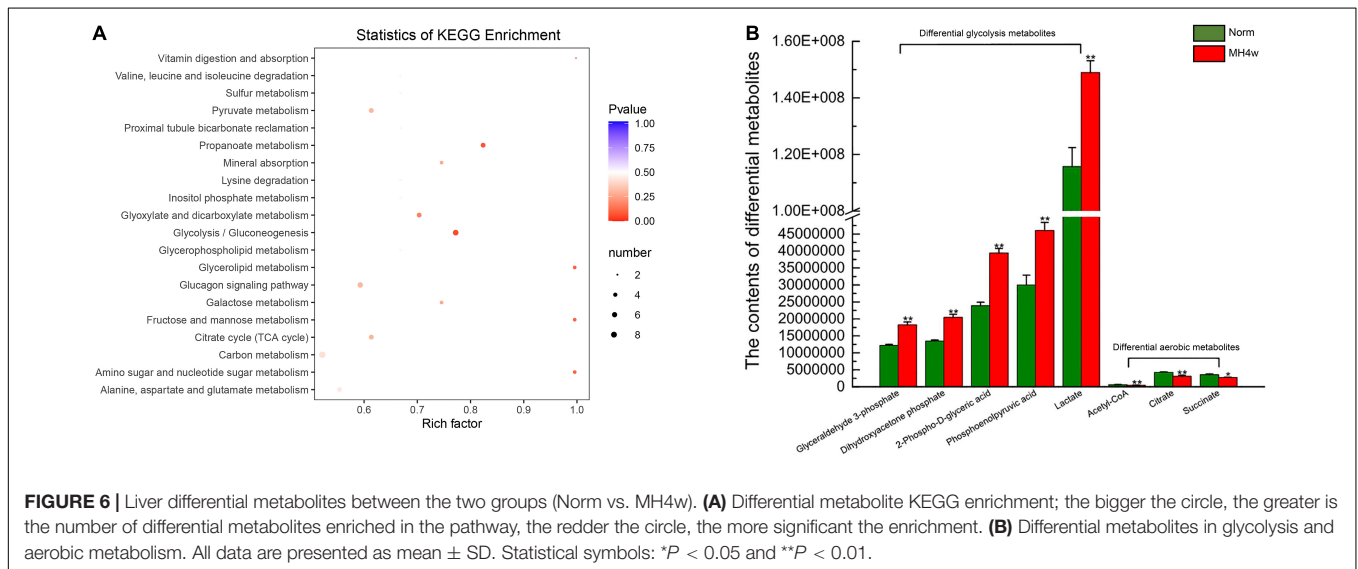 A
Statistics of KEGG Enrichment
Vitamin digestion and absorption
Valine, leucine and isoleucine degradation
Sulfur metabolism
Pyruvate metabolism
Proximal tubule bicarbonate reclamation
Propanoate metabolism
Mineral absorption
Lysine degradation
Inositol phosphate metabolism
Glyoxylate and dicarboxylate metabolism
Glycolysis / Gluconeogenesis
Glycerophospholipid metabolism
Glycerolipid metabolism
Glucagon signaling pathway
Galactose metabolism
Fructose and mannose metabolism
Citrate cycle (TCA cycle)
Carbon metabolism
Amino sugar and nucleotide sugar metabolism
Alanine, aspartate and glutamate metabolism
0.6 0.7 0.8 0.9 1.0
Rich factor
Pvalue
1.00
0.75
0.50
0.25
0.00
number
2
4
6
8
B
The contents of differential metabolites
1.60E+008
1.40E+008
1.20E+008
1.00E+008
45000000
40000000
35000000
30000000
25000000
20000000
15000000
10000000
5000000
0
Differential glycolysis metabolites
Norm
MH4w
** ** ** ** **
Differential aerobic metabolites
** ** *
Glyceraldehyde 3-phosphate
Dihydroxyacetone phosphate
2-Phospho-D-glyceric acid
Phosphoenolpyruvic acid
Lactate
Acetyl-CoA
Citrate
Succinate
FIGURE 6 | Liver differential metabolites between the two groups (Norm vs. MH4w). (A) Differential metabolite KEGG enrichment; the bigger the circle, the greater is
the number of differential metabolites enriched in the pathway, the redder the circle, the more significant the enrichment. (B) Differential metabolites in glycolysis and
aerobic metabolism. All data are presented as mean ± SD. Statistical symbols: *P < 0.05 and **P < 0.01.